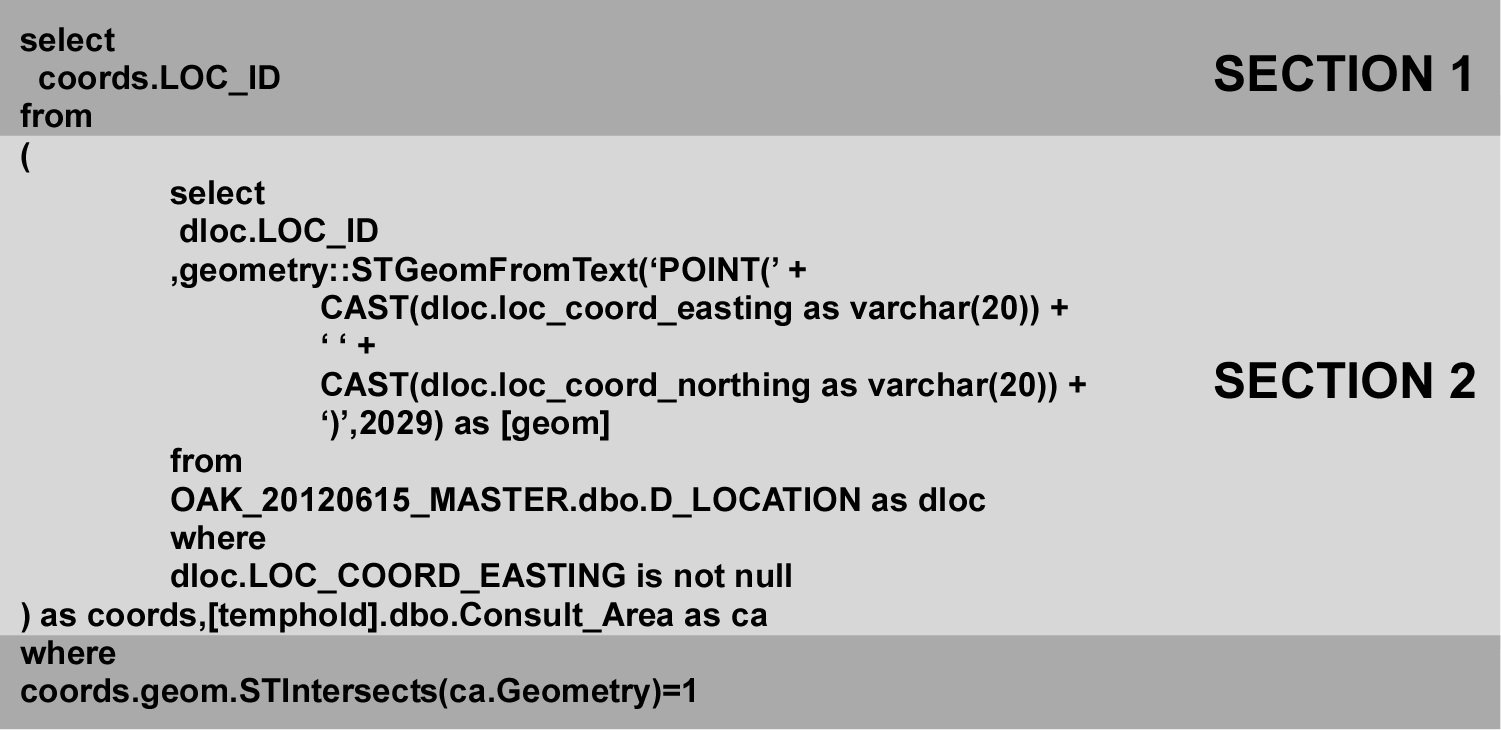 select
coords.LOC_ID
SECTION 1
from
(
select
dloc.LOC_ID
,geometry::STGeomFromText(‘POINT(’ +
CAST(dloc.loc_coord_easting as varchar(20)) +
‘ ‘ +
CAST(dloc.loc_coord_northing as varchar(20)) +
SECTION 2
‘)’,2029) as [geom]
from
OAK_20120615_MASTER.dbo.D_LOCATION as dloc
where
dloc.LOC_COORD_EASTING is not null
) as coords,[temphold].dbo.Consult_Area as ca
where
coords.geom.STIntersects(ca.Geometry)=1